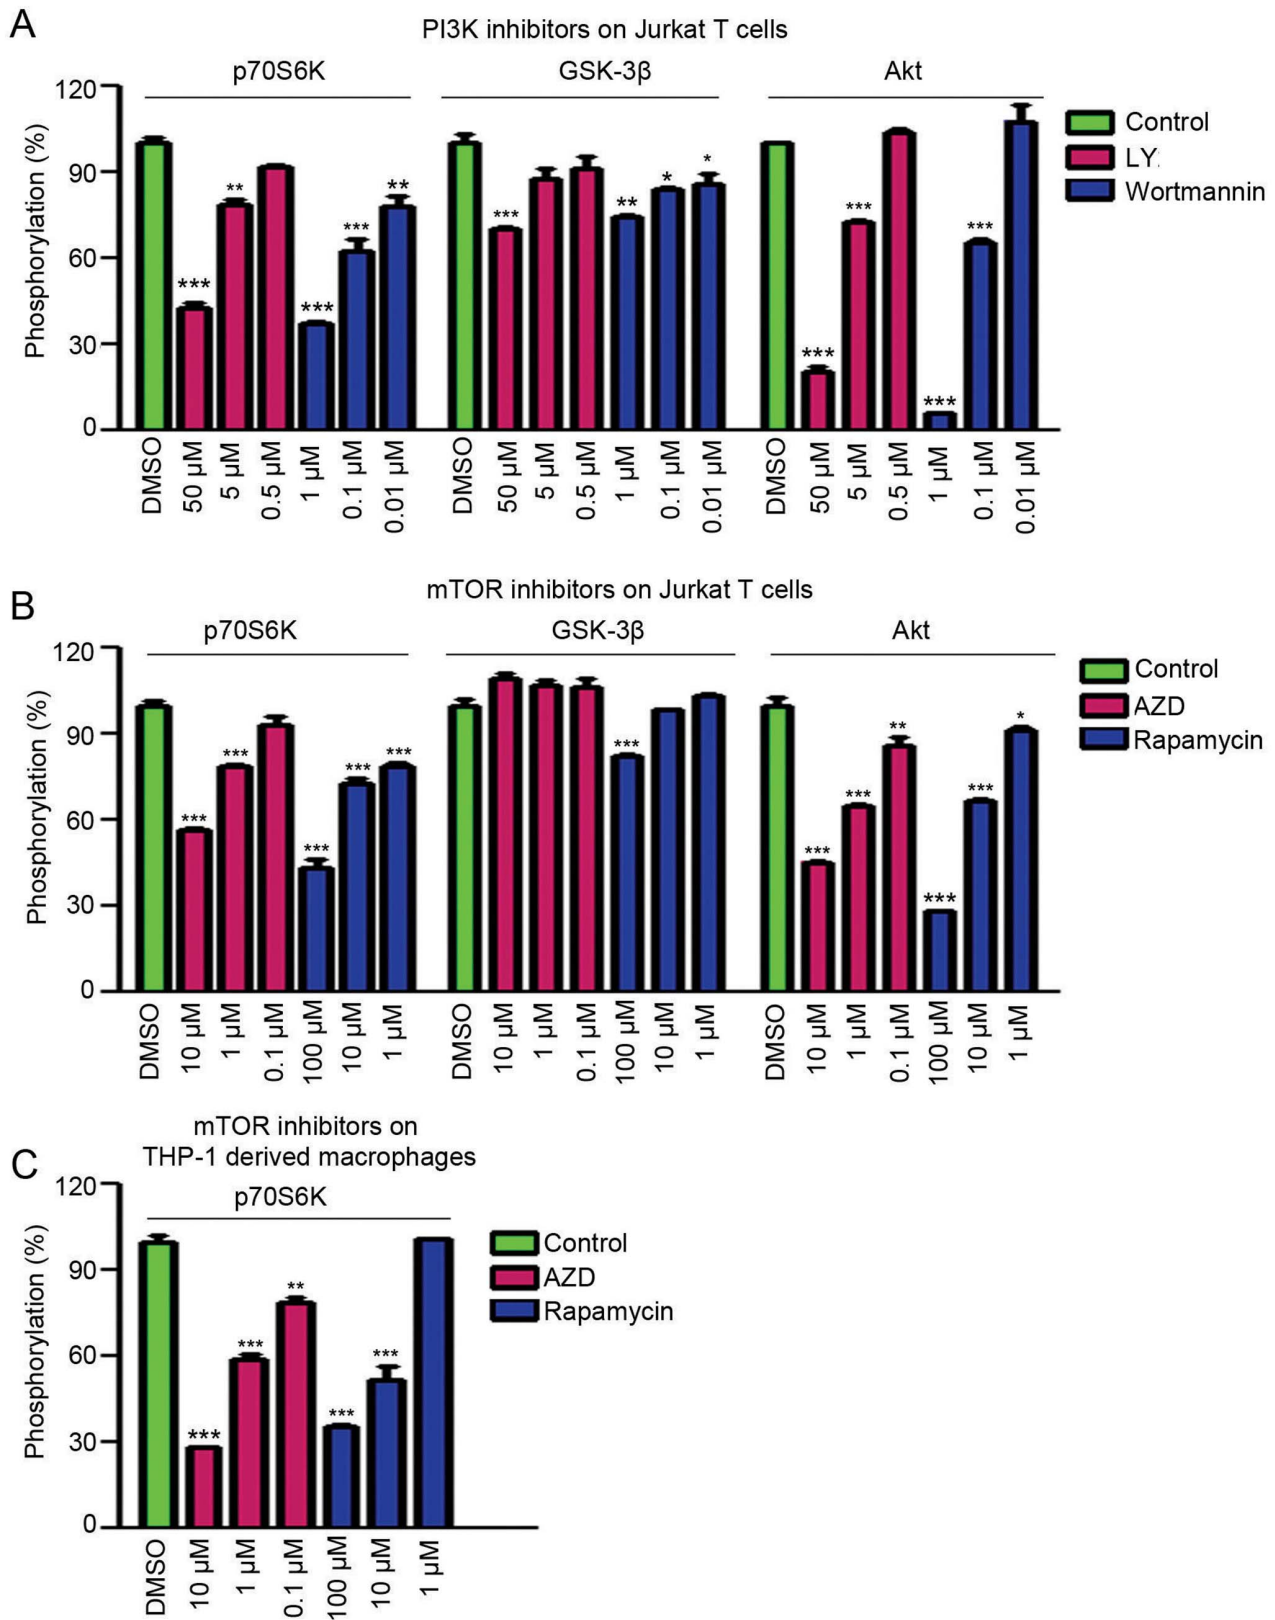 A
PI3K inhibitors on Jurkat T cells
p70S6K GSK-3β Akt
Phosphorylation (%)
120
90
60
30
0
*** ** *** *** **
*** ** * *
*** *** *** ***
Control
LY
Wortmannin
DMSO 50 µM 5 µM 0.5 µM 1 µM 0.1 µM 0.01 µM DMSO 50 µM 5 µM 0.5 µM 1 µM 0.1 µM 0.01 µM DMSO 50 µM 5 µM 0.5 µM 1 µM 0.1 µM 0.01 µM
B
mTOR inhibitors on Jurkat T cells
p70S6K GSK-3β Akt
Phosphorylation (%)
120
90
60
30
0
*** *** *** *** ***
***
*** *** ** *** *** *
Control
AZD
Rapamycin
DMSO 10 µM 1 µM 0.1 µM 100 µM 10 µM 1 µM DMSO 10 µM 1 µM 0.1 µM 100 µM 10 µM 1 µM DMSO 10 µM 1 µM 0.1 µM 100 µM 10 µM 1 µM
C
mTOR inhibitors on
THP-1 derived macrophages
p70S6K
Phosphorylation (%)
120
90
60
30
0
*** *** ** *** ***
Control
AZD
Rapamycin
DMSO 10 µM 1 µM 0.1 µM 100 µM 10 µM 1 µM